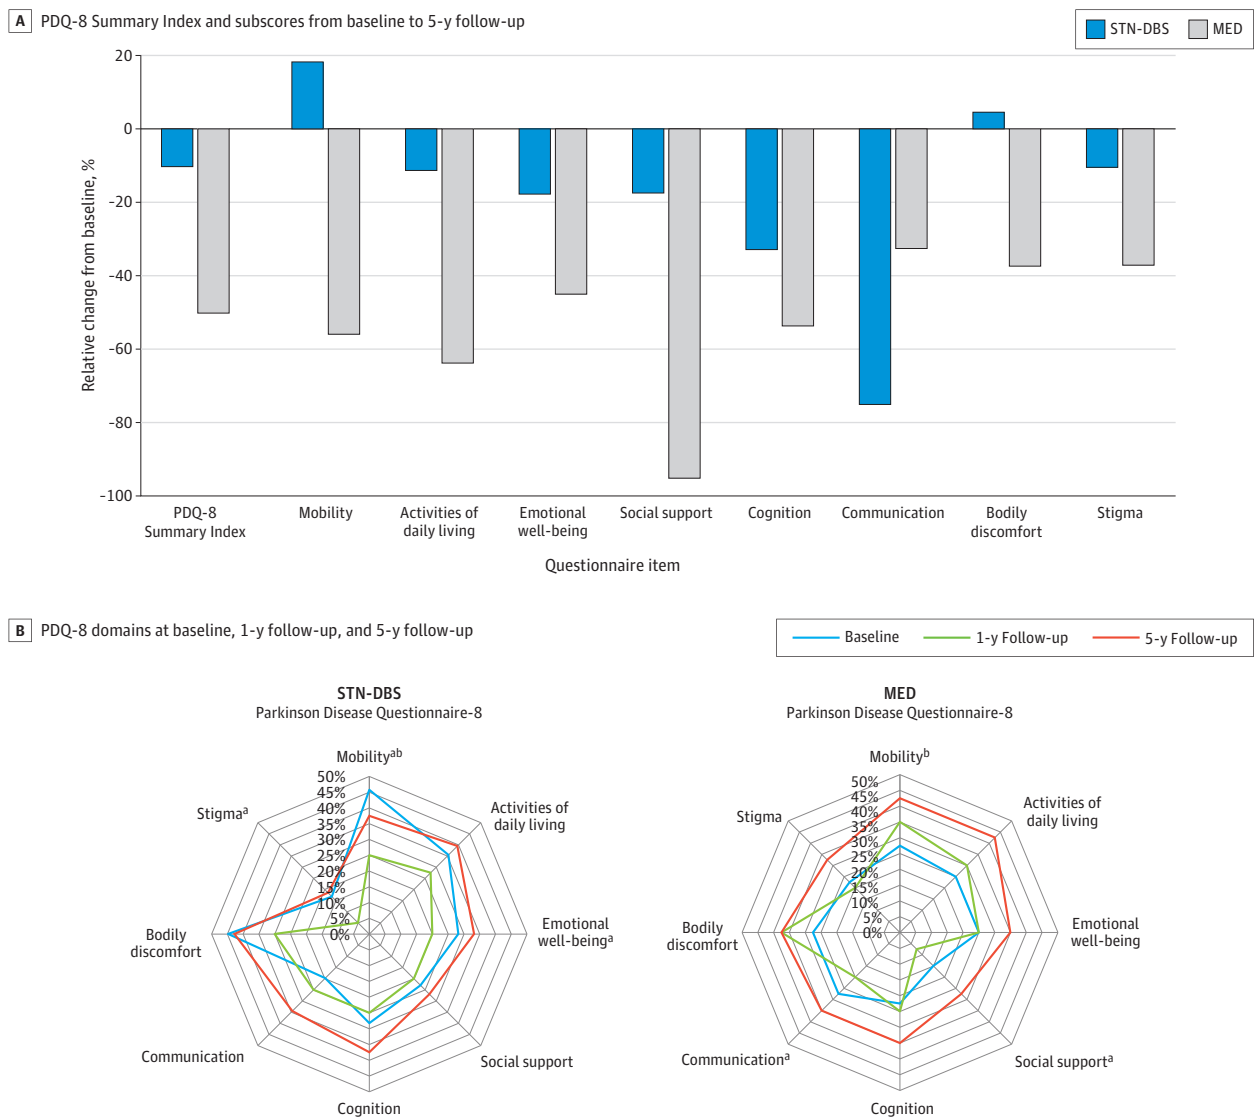 A PDQ-8 Summary Index and subscores from baseline to 5-y follow-up
STN-DBS MED
Relative change from baseline, %
20
0
-20
-40
-60
-80
-100
PDQ-8
Summary Index
Mobility
Activities of
daily living
Emotional
well-being
Social support
Cognition
Communication
Bodily
discomfort
Stigma
Questionnaire item
B PDQ-8 domains at baseline, 1-y follow-up, and 5-y follow-up
Baseline 1-y Follow-up 5-y Follow-up
STN-DBS
Parkinson Disease Questionnaire-8
Mobilityab
50%
45%
40%
35%
30%
25%
20%
15%
10%
5%
0%
Activities of
daily living
Emotional
well-beinga
Social support
Cognition
Communication
Bodily
discomfort
Stigmaa
MED
Parkinson Disease Questionnaire-8
Mobilityb
50%
45%
40%
35%
30%
25%
20%
15%
10%
5%
0%
Activities of
daily living
Emotional
well-being
Social supporta
Cognition
Communicationa
Bodily
discomfort
Stigma